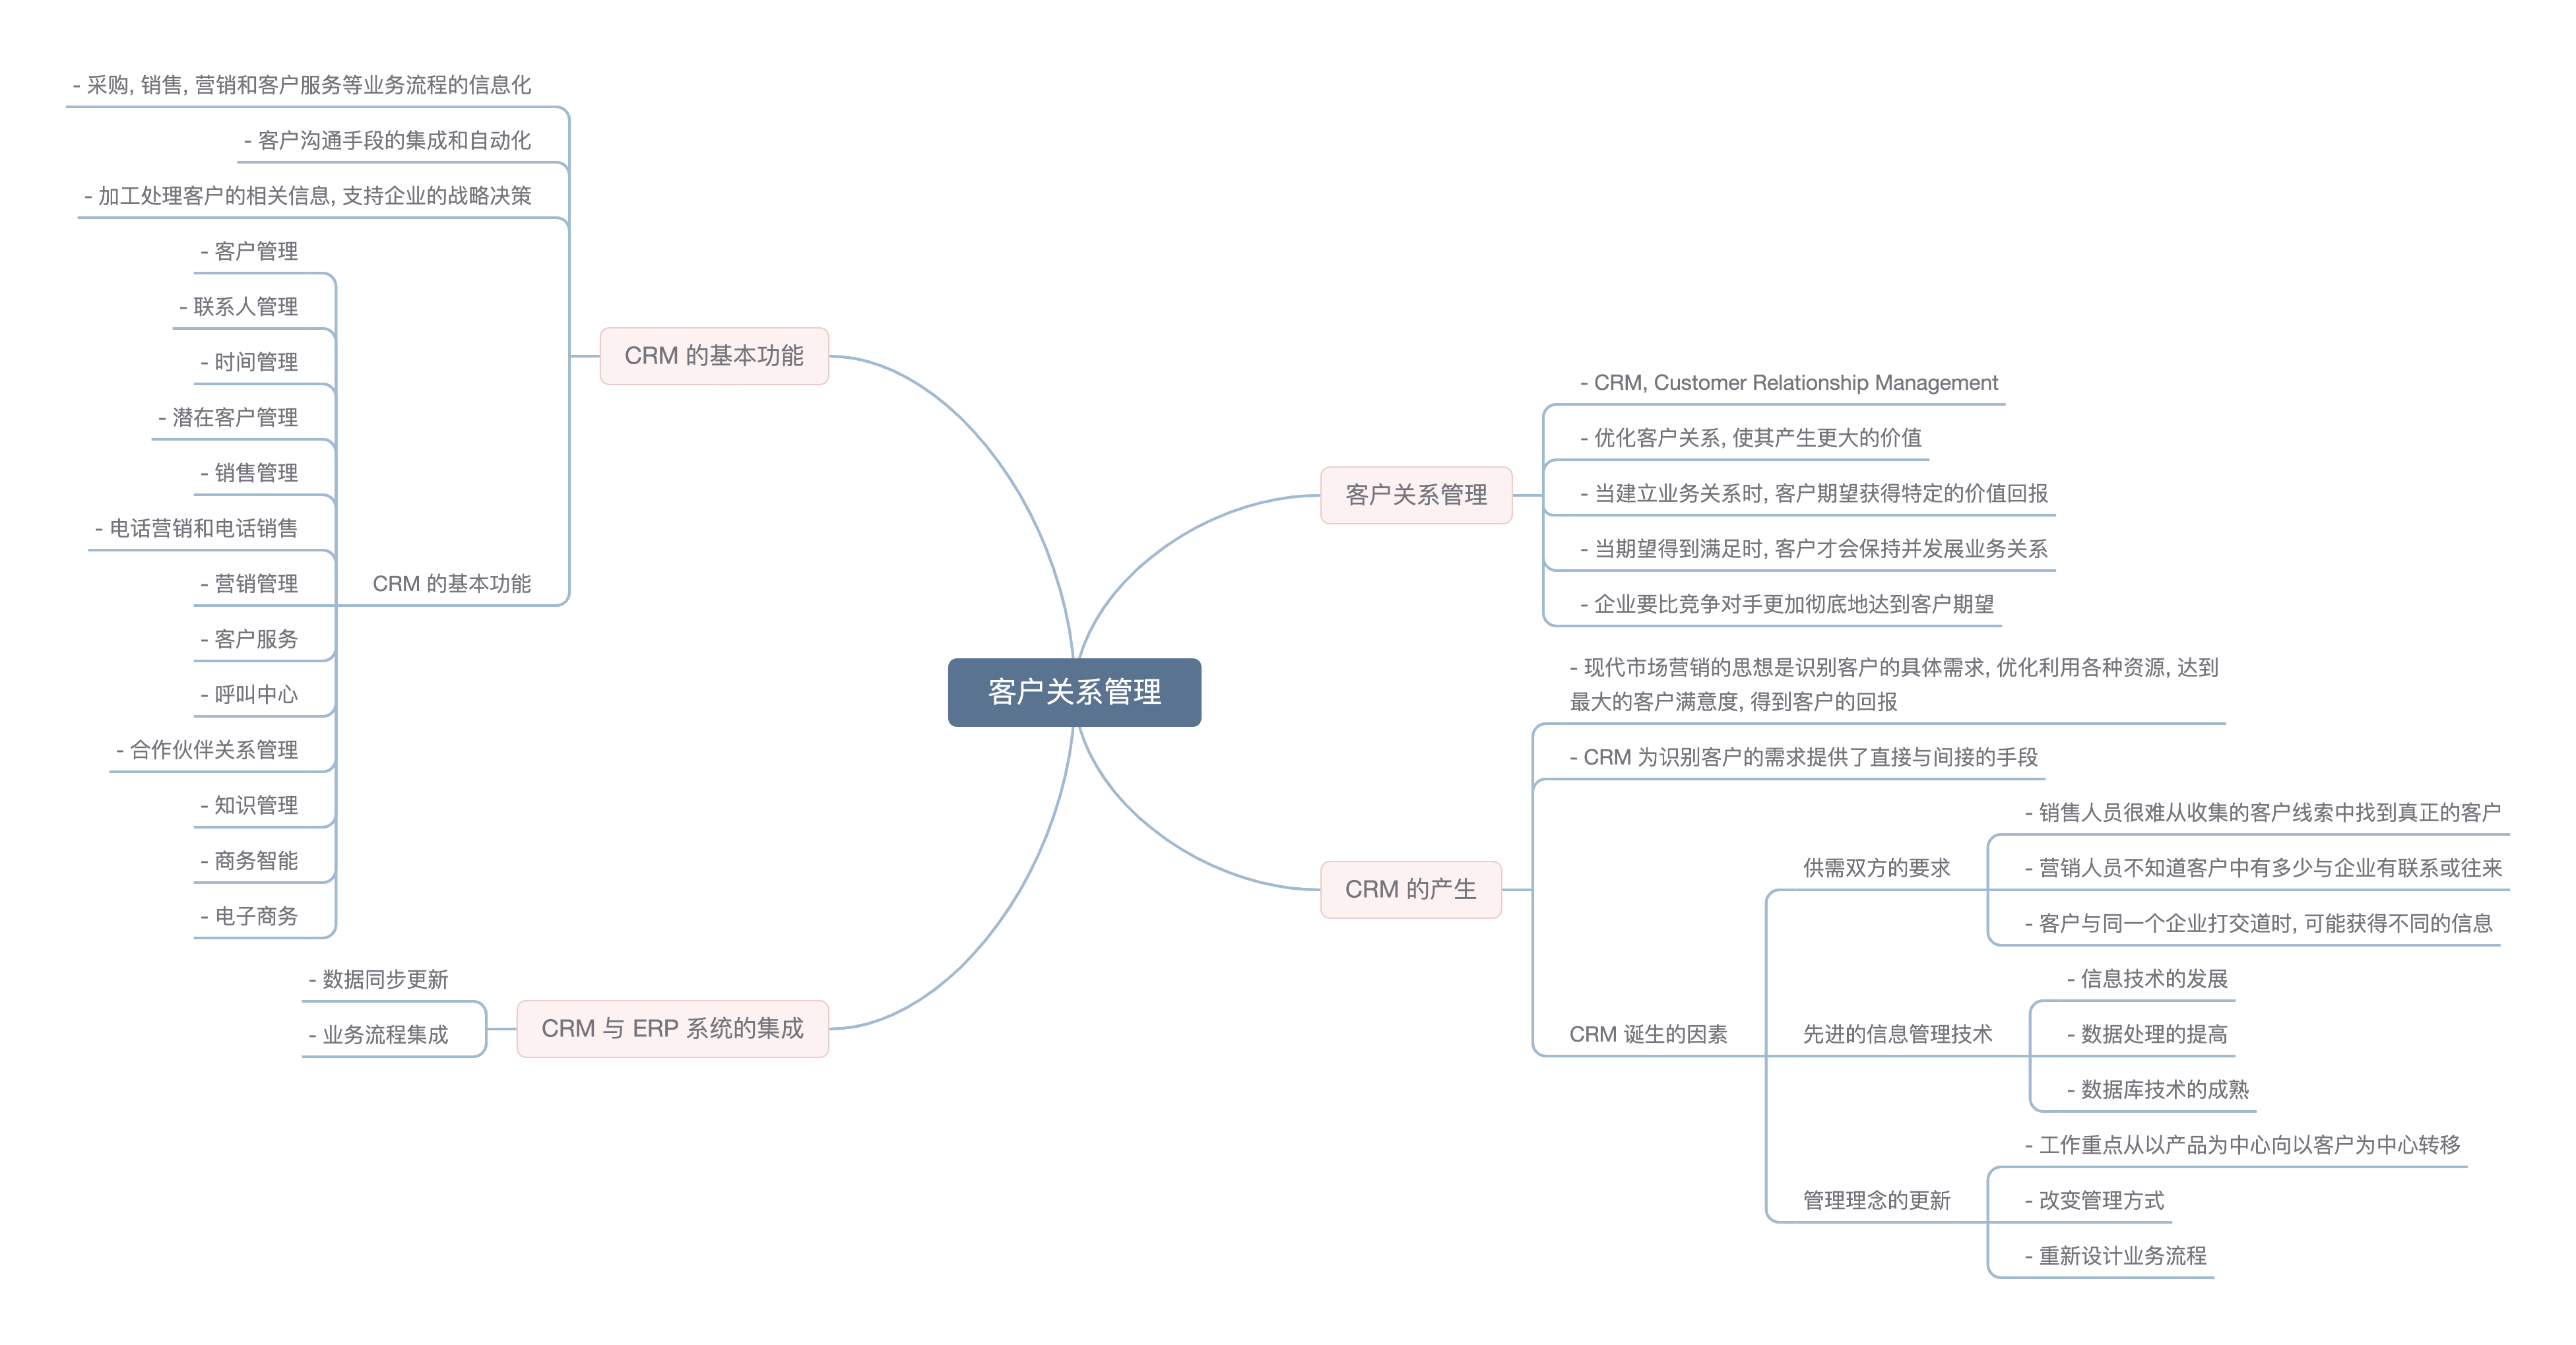 客户关系管理
客户关系管理
- CRM, Customer Relationship Management
- 优化客户关系, 使其产生更大的价值
- 当建立业务关系时, 客户期望获得特定的价值回报
- 当期望得到满足时, 客户才会保持并发展业务关系
- 企业要比竞争对手更加彻底地达到客户期望
CRM 的产生
- 现代市场营销的思想是识别客户的具体需求, 优化利用各种资源, 达到
最大的客户满意度, 得到客户的回报
- CRM 为识别客户的需求提供了直接与间接的手段
CRM 诞生的因素
供需双方的要求
- 销售人员很难从收集的客户线索中找到真正的客户
- 营销人员不知道客户中有多少与企业有联系或往来
- 客户与同一个企业打交道时, 可能获得不同的信息
先进的信息管理技术
- 信息技术的发展
- 数据处理的提高
- 数据库技术的成熟
管理理念的更新
- 工作重点从以产品为中心向以客户为中心转移
- 改变管理方式
- 重新设计业务流程
CRM 的基本功能
- 采购, 销售, 营销和客户服务等业务流程的信息化
- 客户沟通手段的集成和自动化
- 加工处理客户的相关信息, 支持企业的战略决策
CRM 的基本功能
- 客户管理
- 联系人管理
- 时间管理
- 潜在客户管理
- 销售管理
- 电话营销和电话销售
- 营销管理
- 客户服务
- 呼叫中心
- 合作伙伴关系管理
- 知识管理
- 商务智能
- 电子商务
CRM 与 ERP 系统的集成
- 数据同步更新
- 业务流程集成